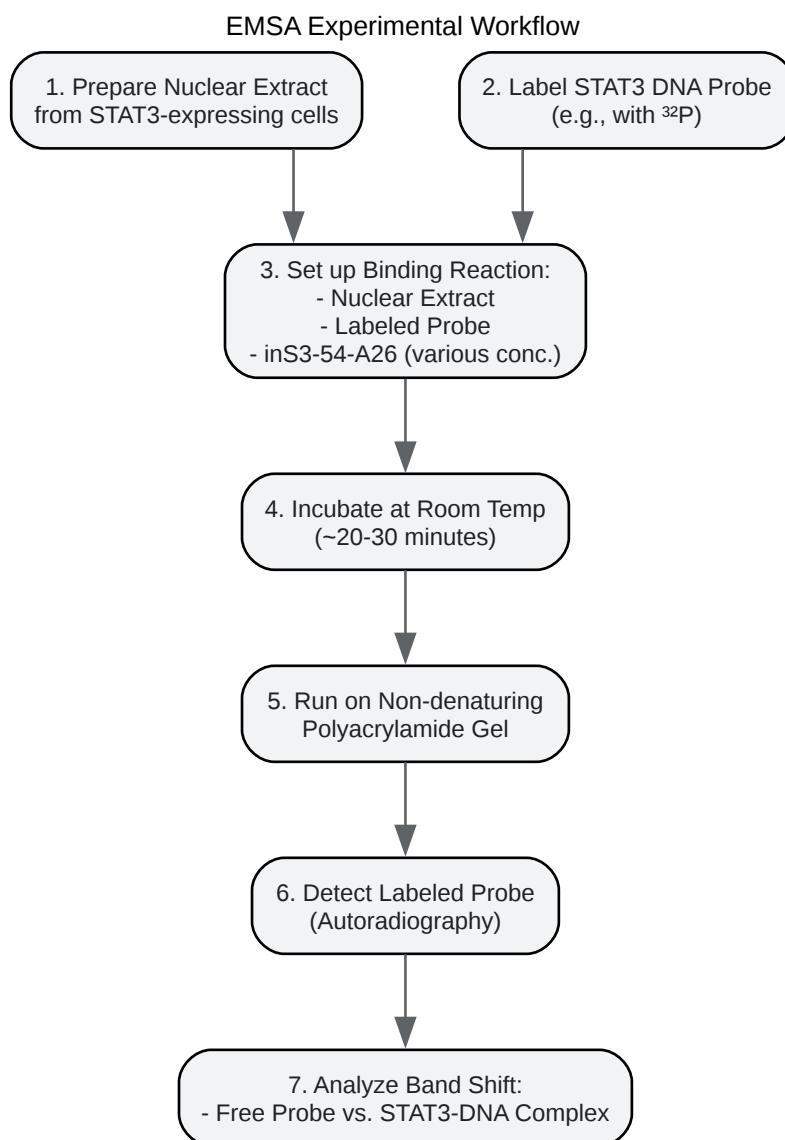 EMSA Experimental Workflow
1. Prepare Nuclear Extract
from STAT3-expressing cells
2. Label STAT3 DNA Probe
(e.g., with ³²P)
3. Set up Binding Reaction:
- Nuclear Extract
- Labeled Probe
- inS3-54-A26 (various conc.)
4. Incubate at Room Temp
(~20-30 minutes)
5. Run on Non-denaturing
Polyacrylamide Gel
6. Detect Labeled Probe
(Autoradiography)
7. Analyze Band Shift:
- Free Probe vs. STAT3-DNA Complex